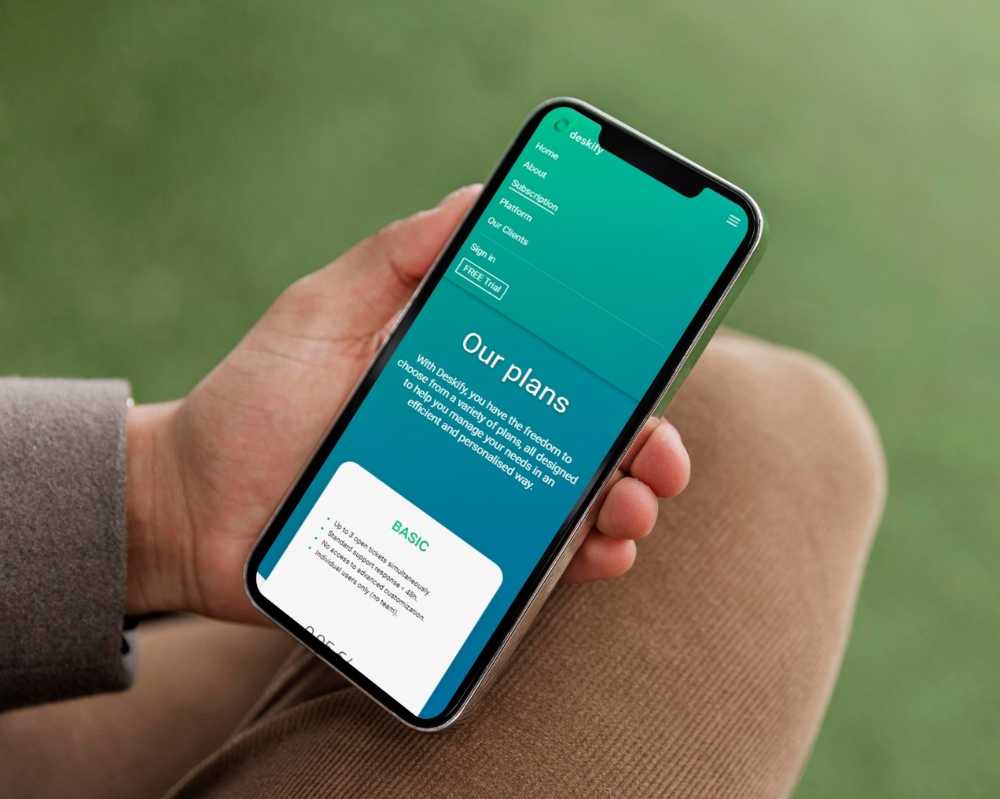 deskify
Home
About
Subscription
Platform
Our Clients
Sign in
FREE Trial
Our plans
With Deskify, you have the freedom to
choose from a variety of plans, all designed
to help you manage your needs in an
efficient and personalised way.
BASIC
Up to 3 open tickets simultaneously.
Standard support response < 48h.
No access to advanced customization.
Individual users only (no team).